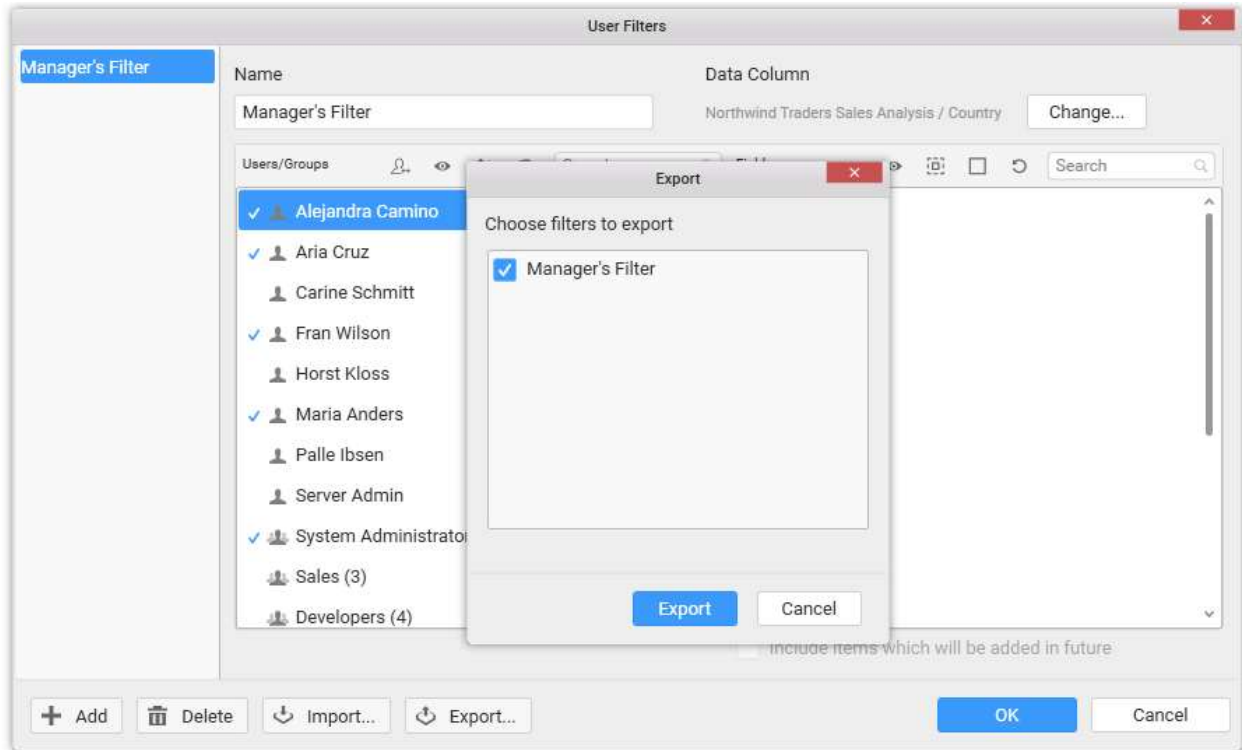 User Filters
Manager's Filter
Name
Data Column
Manager's Filter
Northwind Traders Sales Analysis / Country
Change...
Users/Groups
Search
Export
Choose filters to export
Manager's Filter
Export
Cancel
Alejandra Camino
Aria Cruz
Carine Schmitt
Fran Wilson
Horst Kloss
Maria Anders
Palle Ibsen
Server Admin
System Administrator
Sales (3)
Developers (4)
Include items which will be added in future
Add
Delete
Import...
Export...
OK
Cancel